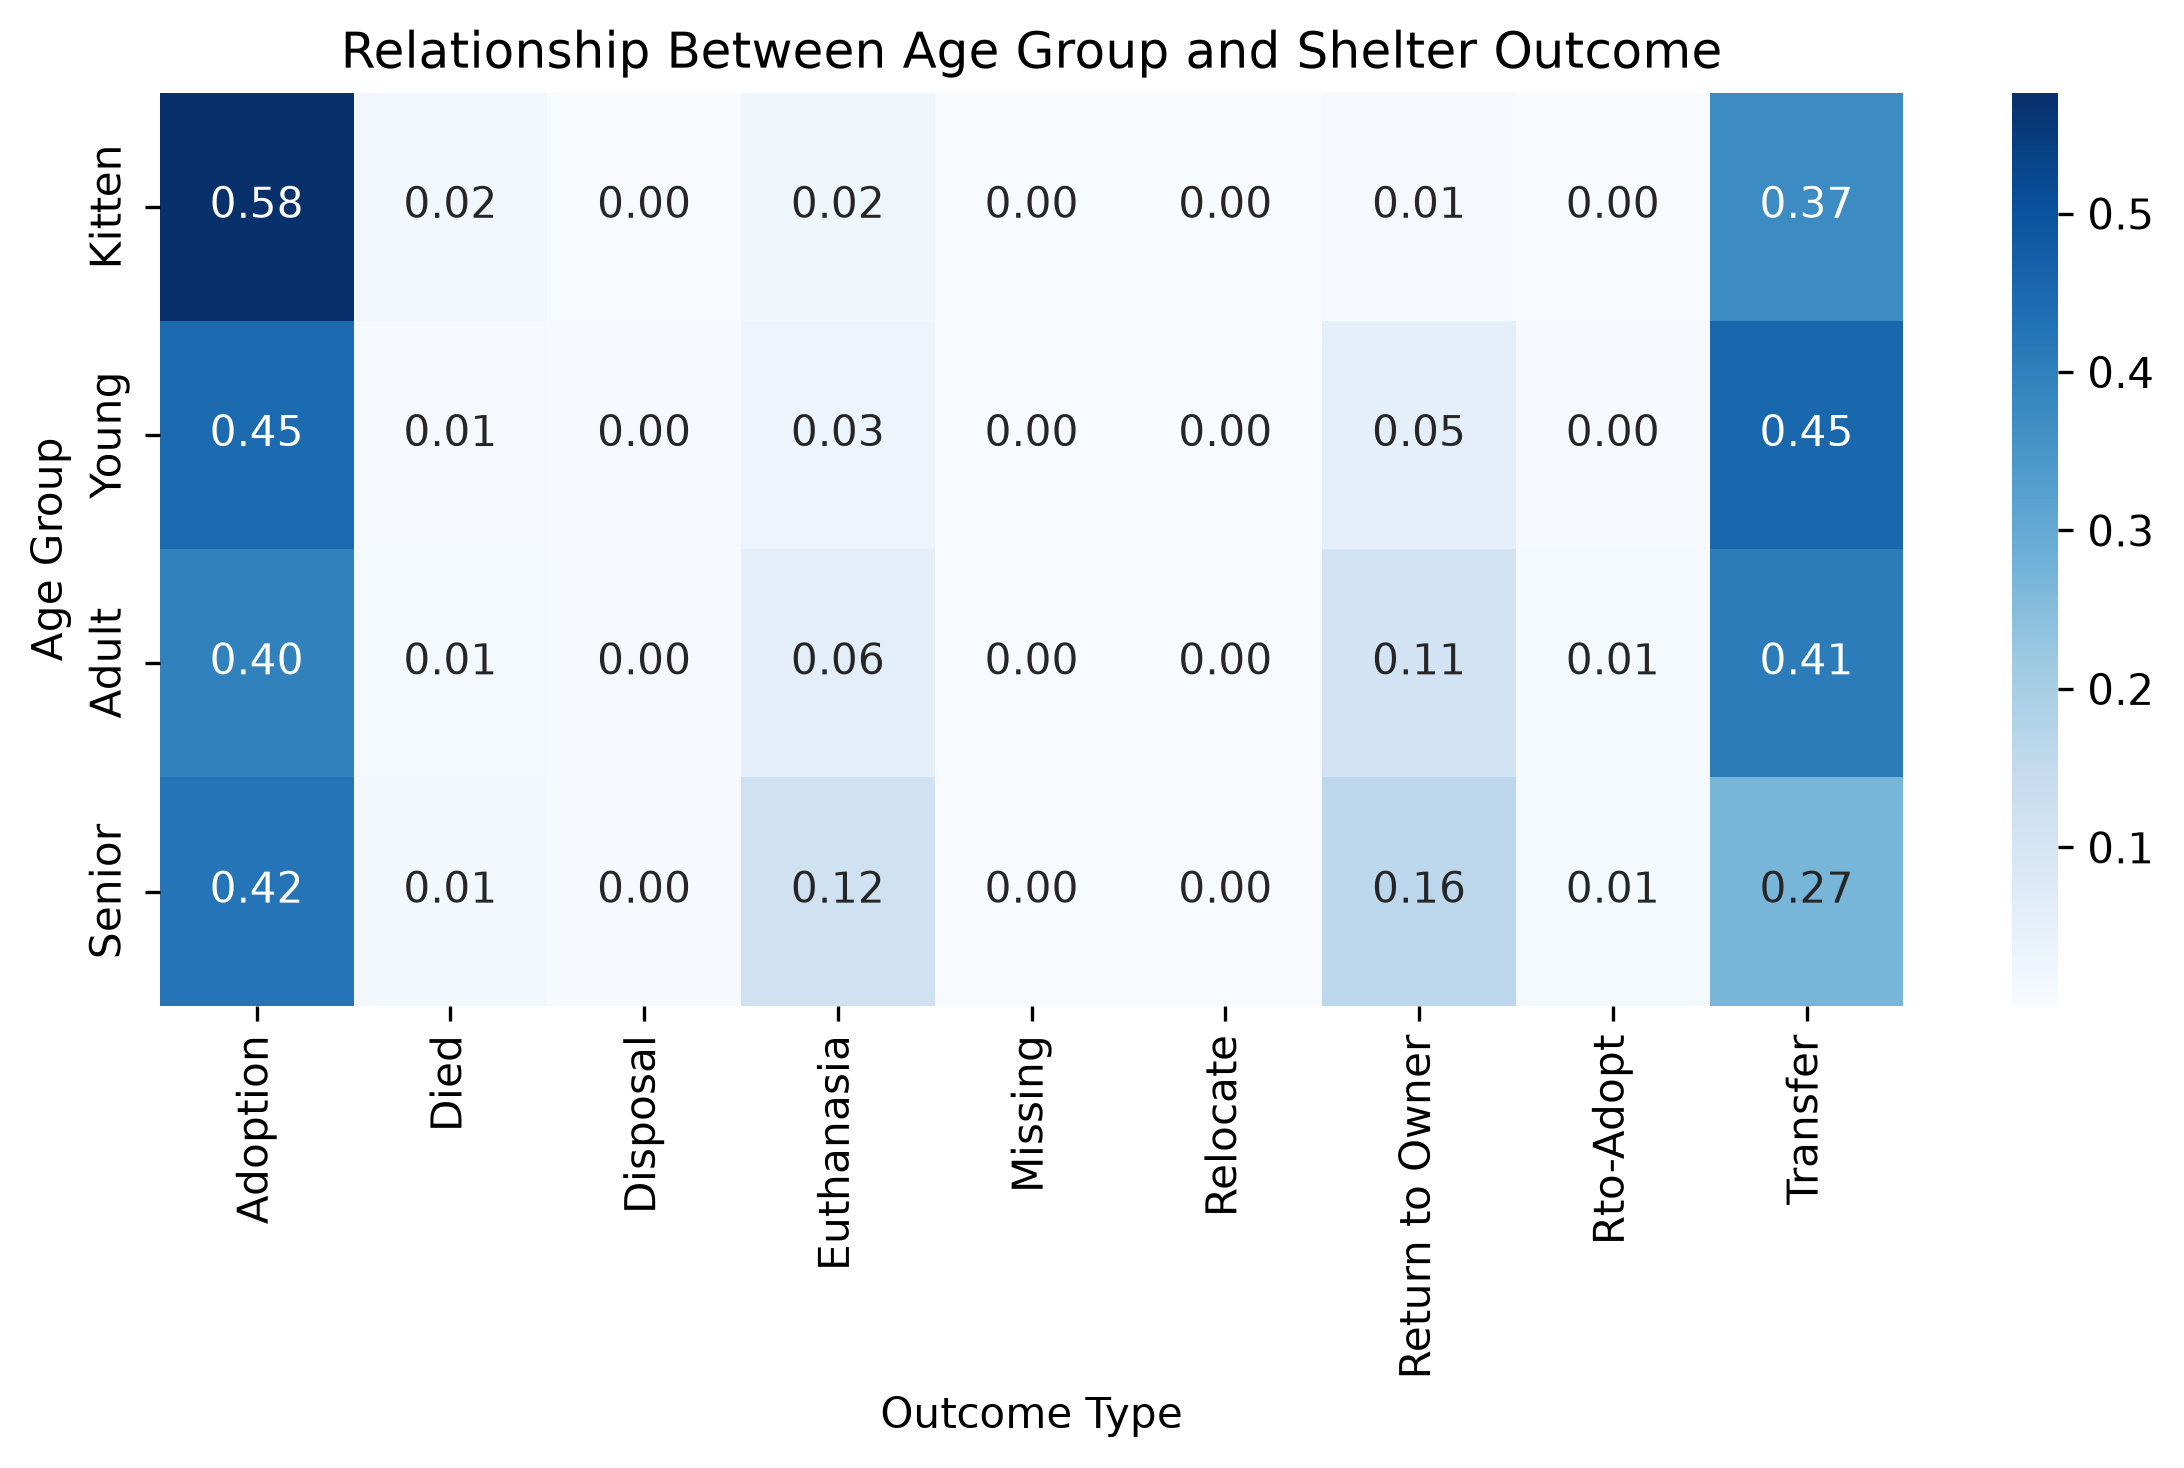 Relationship Between Age Group and Shelter Outcome
Age Group
Kitten 0.58 0.02 0.00 0.02 0.00 0.00 0.01 0.00 0.37
Young 0.45 0.01 0.00 0.03 0.00 0.00 0.05 0.00 0.45
Adult 0.40 0.01 0.00 0.06 0.00 0.00 0.11 0.01 0.41
Senior 0.42 0.01 0.00 0.12 0.00 0.00 0.16 0.01 0.27
Adoption
Died
Disposal
Euthanasia
Missing
Relocate
Return to Owner
Rto-Adopt
Transfer
Outcome Type
0.5
0.4
0.3
0.2
0.1